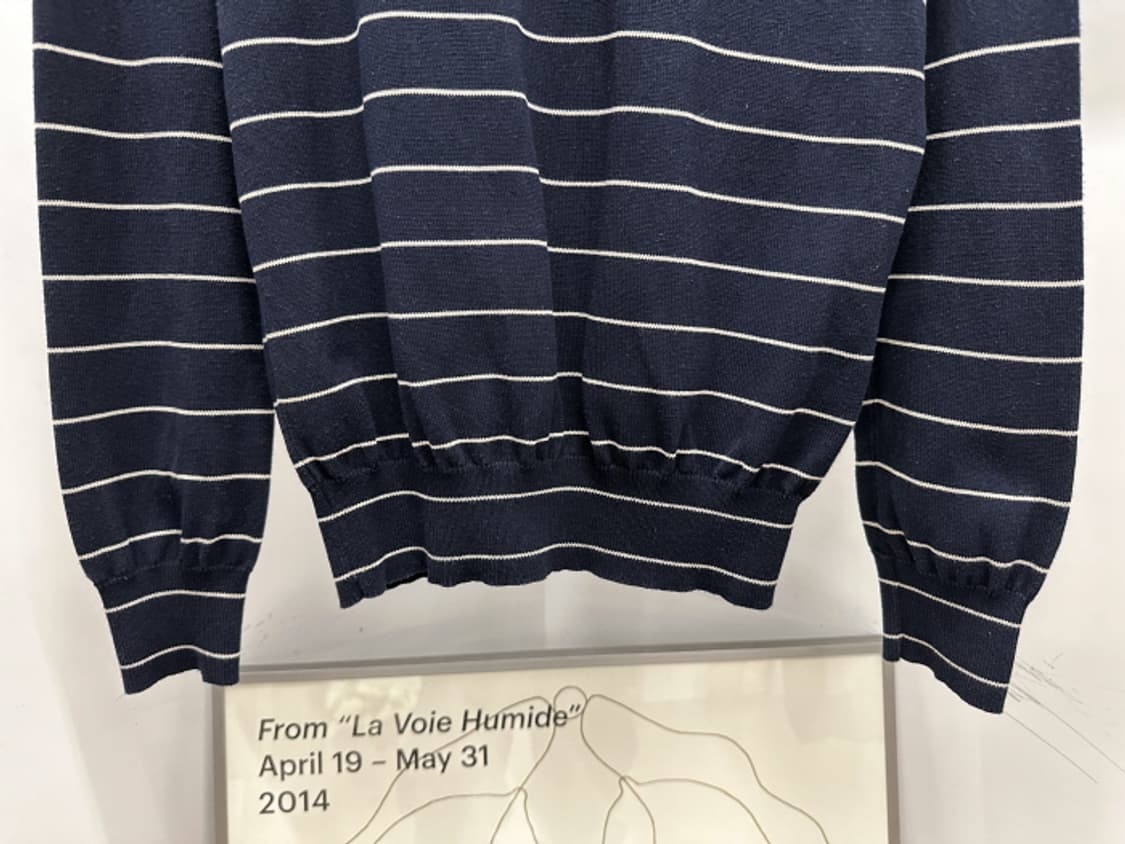 From “La Voie Humide”
April 19 – May 31
2014